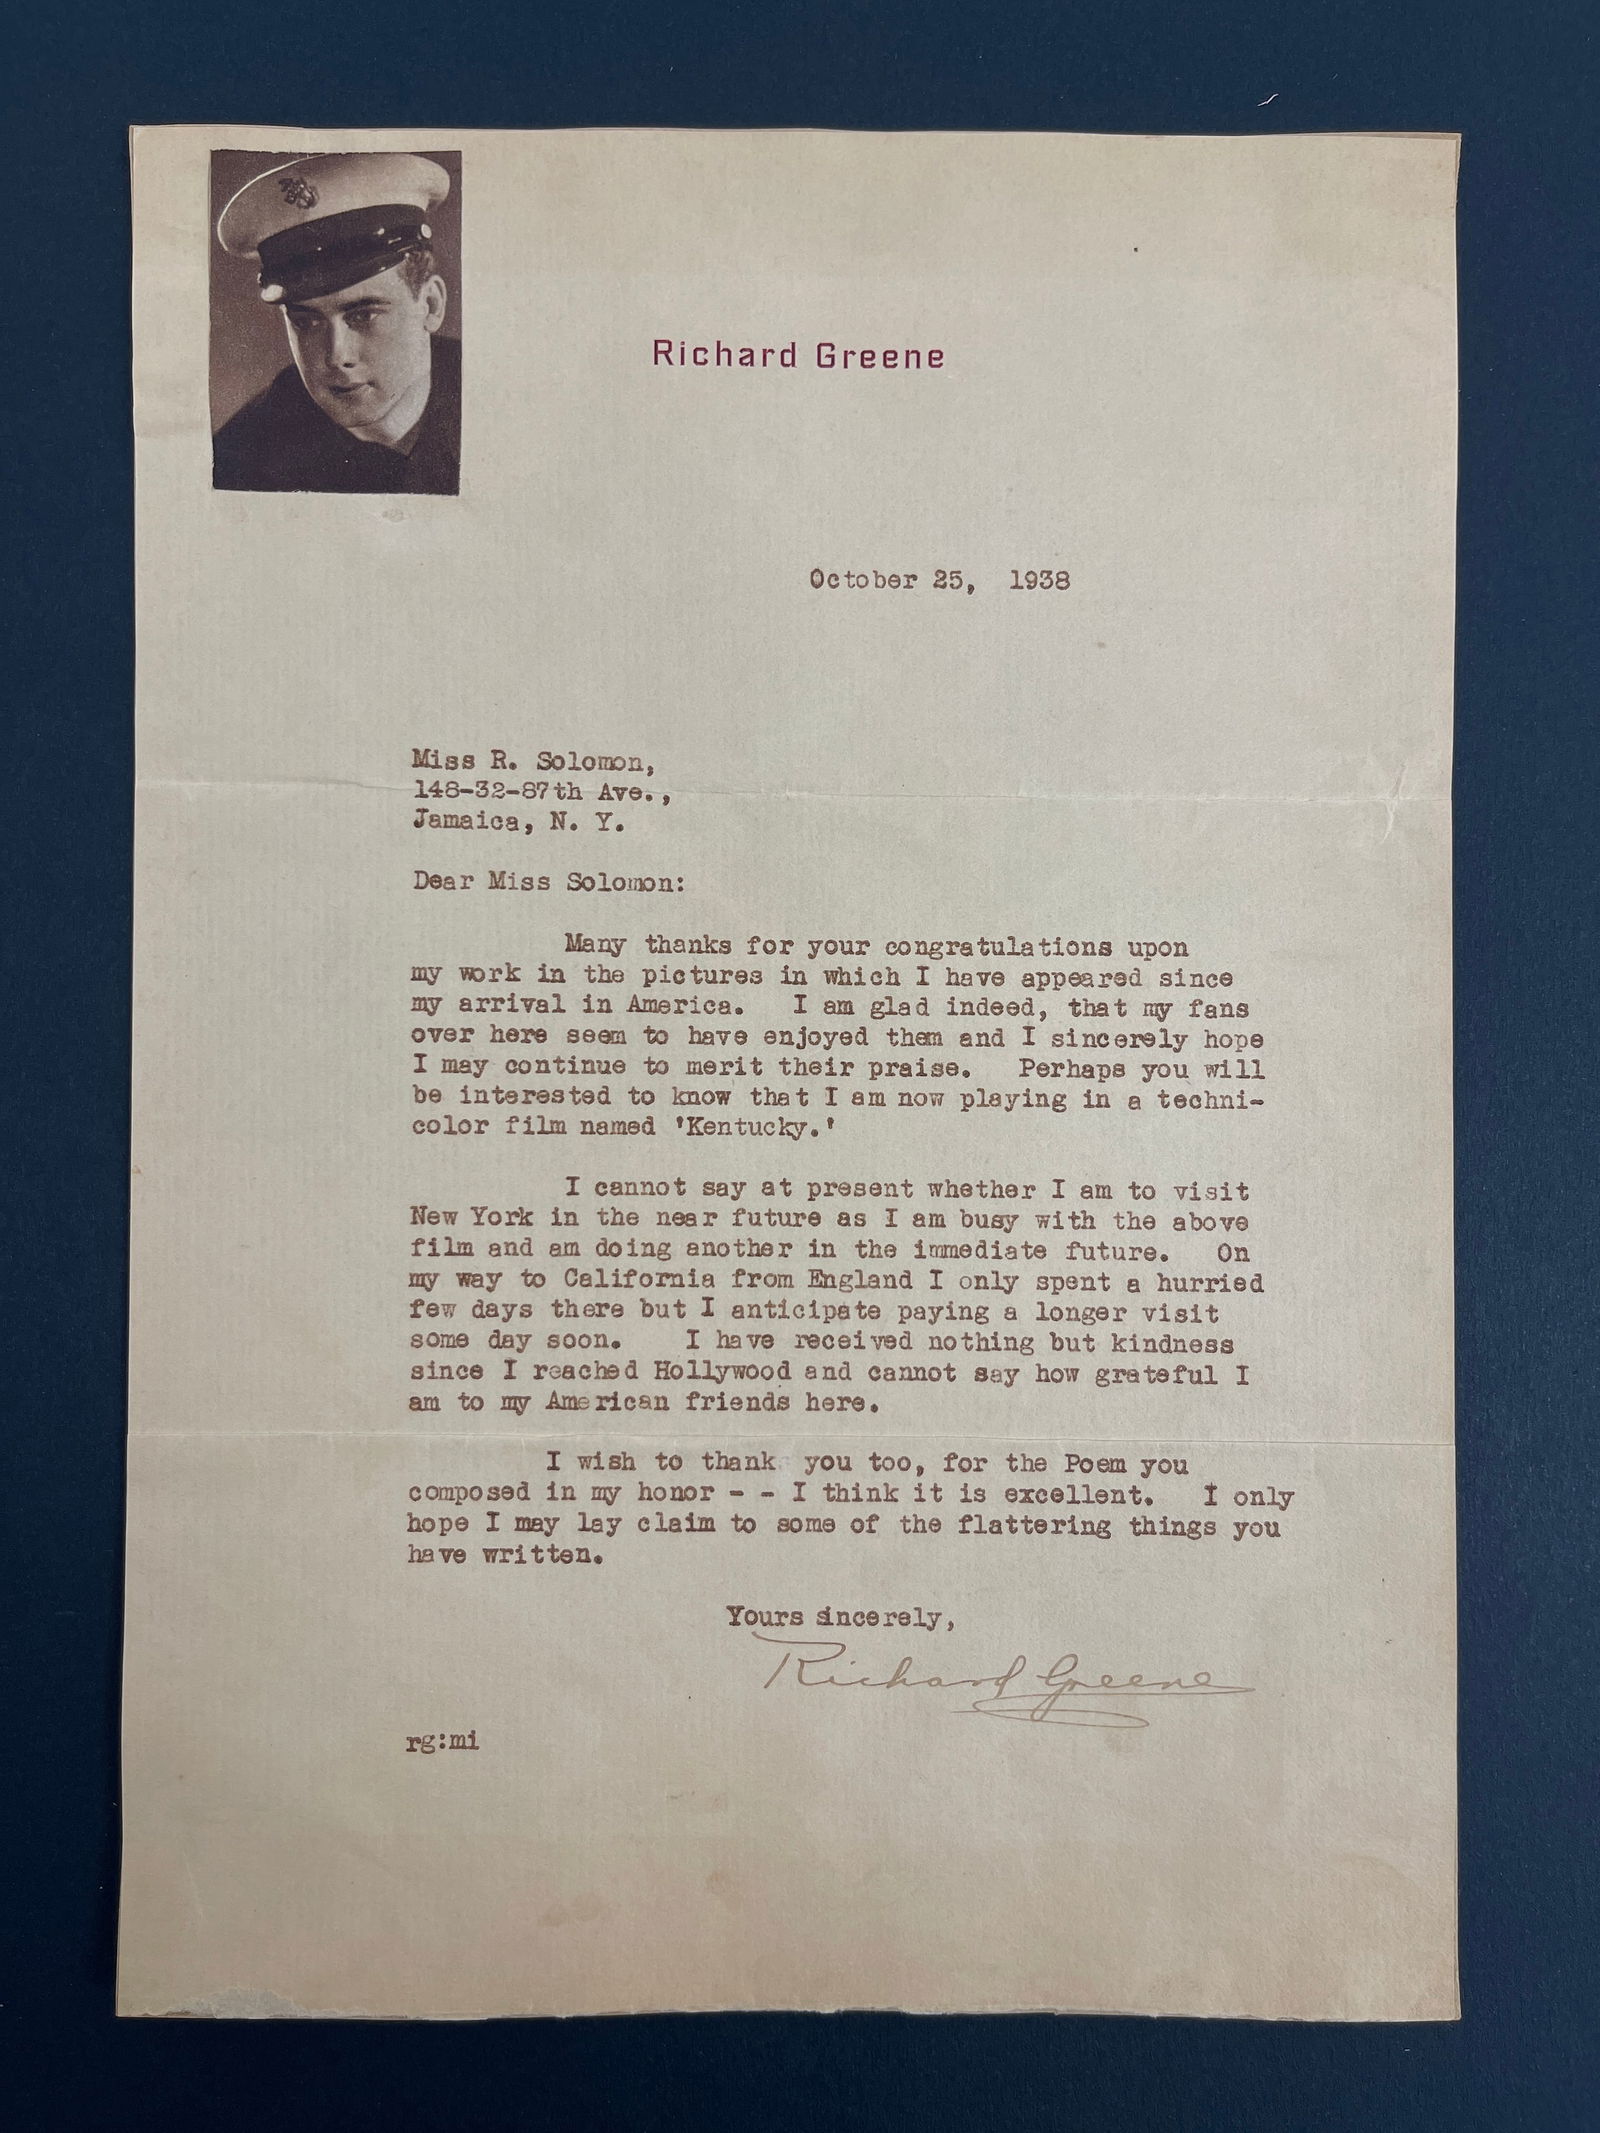 Richard Greene
October 25, 1938
Miss R. Solomon,
148-32-87th Ave.,
Jamaica, N. Y.
Dear Miss Solomon:
Many thanks for your congratulations upon
my work in the pictures in which I have appeared since
my arrival in America. I am glad indeed, that my fans
over here seem to have enjoyed them and I sincerely hope
I may continue to merit their praise. Perhaps you will
be interested to know that I am now playing in a techni-
color film named 'Kentucky.'
I cannot say at present whether I am to visit
New York in the near future as I am busy with the above
film and am doing another in the immediate future. On
my way to California from England I only spent a hurried
few days there but I anticipate paying a longer visit
some day soon. I have received nothing but kindness
since I reached Hollywood and cannot say how grateful I
am to my American friends here.
I wish to thank you too, for the Poem you
composed in my honor - - I think it is excellent. I only
hope I may lay claim to some of the flattering things you
have written.
Yours sincerely,
Richard Greene
rg:mi